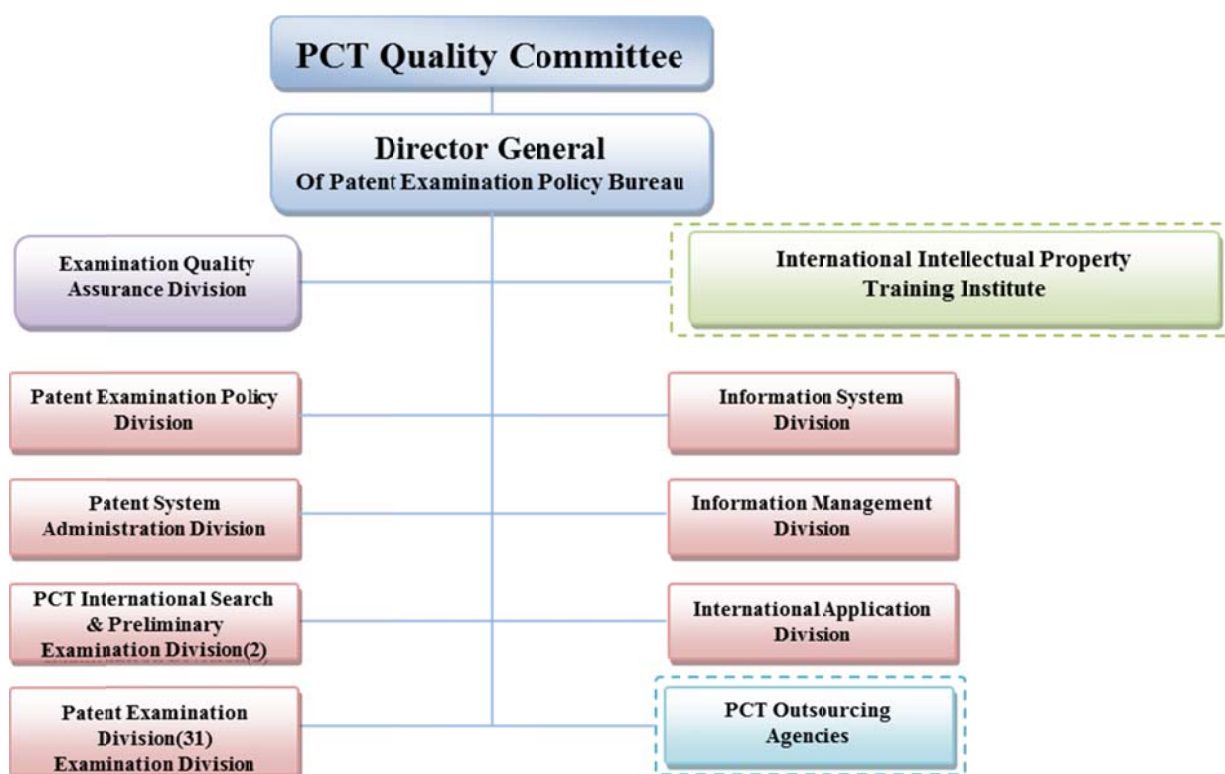 PCT Quality Committee
Director General
Of Patent Examination Policy Bureau
Examination Quality
Assurance Division
International Intellectual Property
Training Institute
Patent Examination Policy
Division
Information System
Division
Patent System
Administration Division
Information Management
Division
PCT International Search
& Preliminary
Examination Division(2)
International Application
Division
Patent Examination
Division(31)
Examination Division
PCT Outsourcing
Agencies